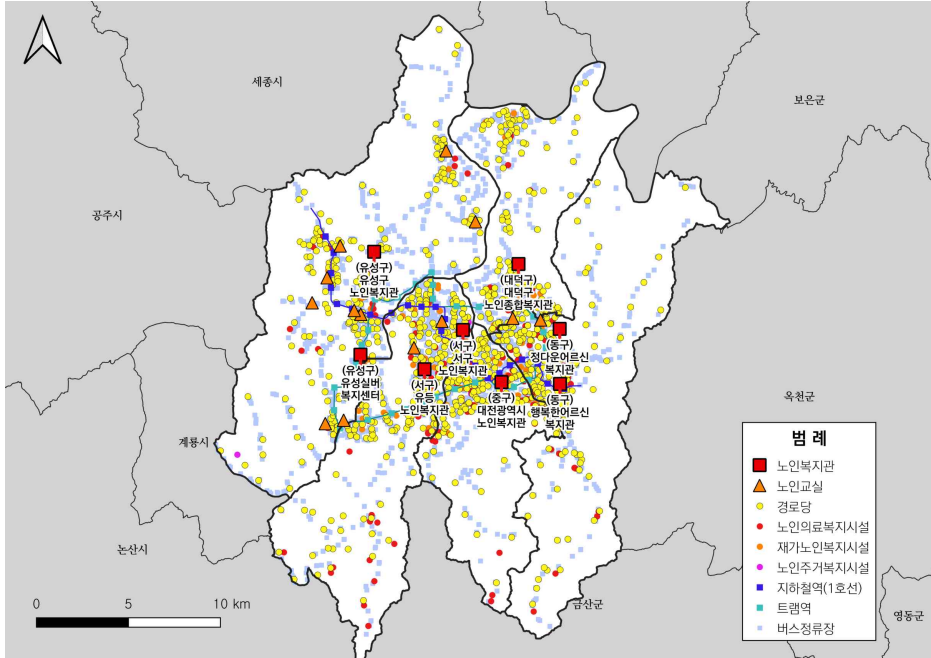 세종시
보은군
공주시
(유성구)
유성구
노인복지관
(대덕구)
대덕구
노인종합복지관
(서구)
서구
노인복지관
(동구)
정다운어르신
복지관
(유성구)
유성실버
복지센터
(서구)
유등
노인복지관
(중구)
대전광역시
노인복지관
(동구)
행복한어르신
복지관
옥천군
계룡시
논산시
금산군
영동군
0 5 10 km
범 례
노인복지관
노인교실
경로당
노인의료복지시설
재가노인복지시설
노인주거복지시설
지하철역(1호선)
트램역
버스정류장